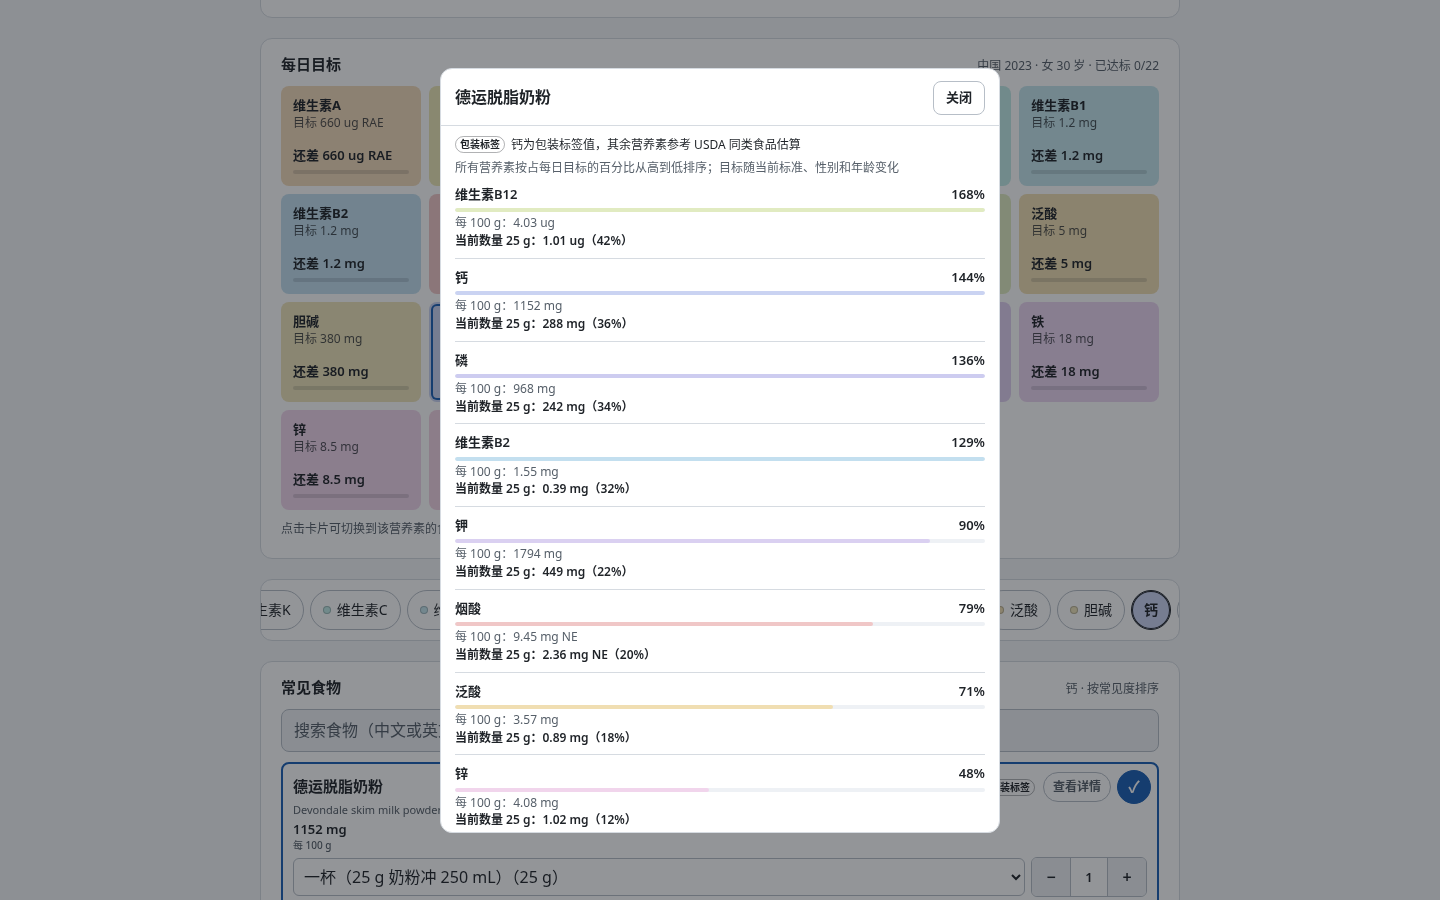 每日目标
中国 2023 · 女 30 岁 · 已达标 0/22
维生素A
目标 660 ug RAE
还差 660 ug RAE
维生素B1
目标 1.2 mg
还差 1.2 mg
维生素B2
目标 1.2 mg
还差 1.2 mg
泛酸
目标 5 mg
还差 5 mg
胆碱
目标 380 mg
还差 380 mg
铁
目标 18 mg
还差 18 mg
锌
目标 8.5 mg
还差 8.5 mg
点击卡片可切换到该营养素的
德运脱脂奶粉
关闭
包装标签 钙为包装标签值，其余营养素参考 USDA 同类食品估算
所有营养素按占每日目标的百分比从高到低排序；目标随当前标准、性别和年龄变化
维生素B12 168%
每 100 g：4.03 ug
当前数量 25 g：1.01 ug（42%）
钙 144%
每 100 g：1152 mg
当前数量 25 g：288 mg（36%）
磷 136%
每 100 g：968 mg
当前数量 25 g：242 mg（34%）
维生素B2 129%
每 100 g：1.55 mg
当前数量 25 g：0.39 mg（32%）
钾 90%
每 100 g：1794 mg
当前数量 25 g：449 mg（22%）
烟酸 79%
每 100 g：9.45 mg NE
当前数量 25 g：2.36 mg NE（20%）
泛酸 71%
每 100 g：3.57 mg
当前数量 25 g：0.89 mg（18%）
锌 48%
每 100 g：4.08 mg
当前数量 25 g：1.02 mg（12%）
生素K 维生素C 泛酸 胆碱 钙
常见食物
钙 · 按常见度排序
搜索食物（中文或英
德运脱脂奶粉
装标签 查看详情 ✓
Devondale skim milk powder
1152 mg
每 100 g
一杯（25 g 奶粉冲 250 mL）（25 g）
− 1 +